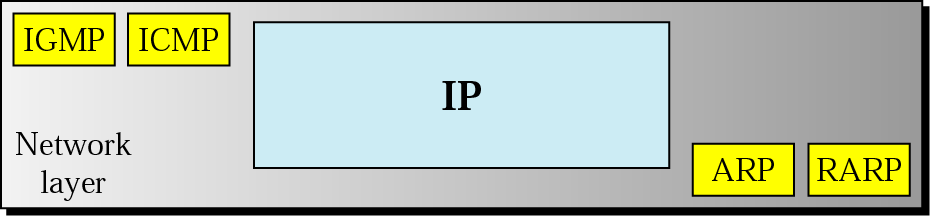 IGMP
ICMP
IP
Network
layer
ARP
RARP